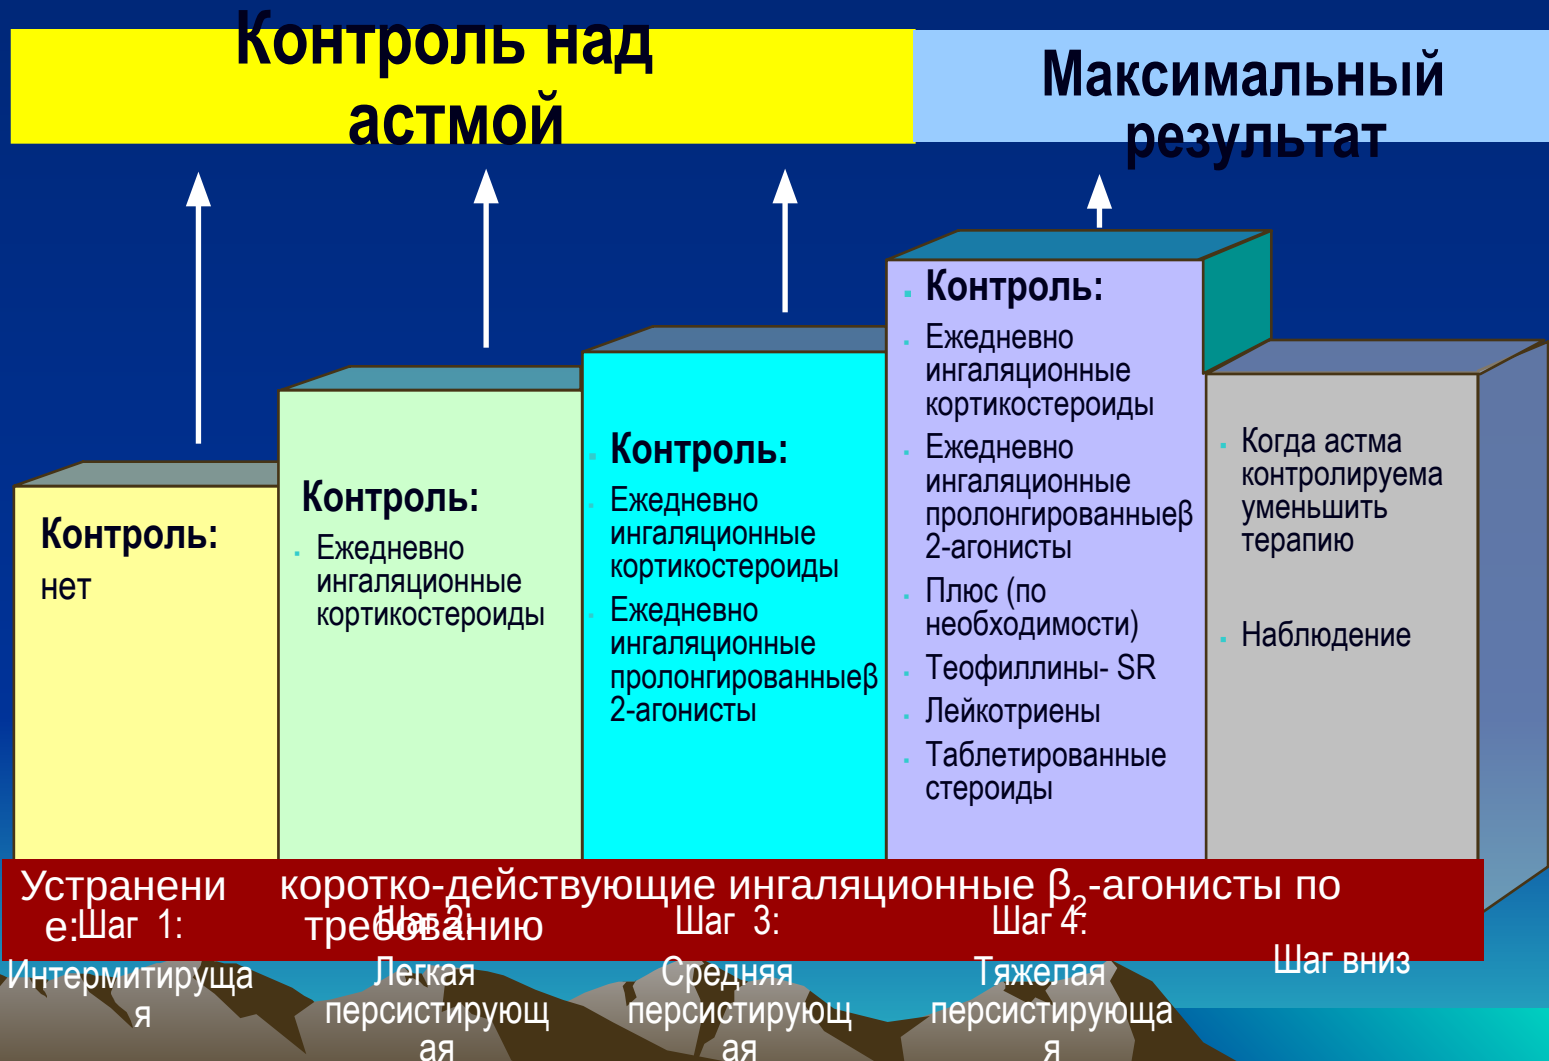 Контроль над
астмой
Максимальный
результат
Контроль:
нет
Контроль:
Ежедневно
ингаляционные
кортикостероиды
Контроль:
Ежедневно
ингаляционные
кортикостероиды
Ежедневно
ингаляционные
пролонгированныеβ
2-агонисты
Контроль:
Ежедневно
ингаляционные
кортикостероиды
Ежедневно
ингаляционные
пролонгированныеβ
2-агонисты
Плюс (по
необходимости)
Теофиллины- SR
Лейкотриены
Таблетированные
стероиды
Когда астма
контролируема
уменьшить
терапию
Наблюдение
Устранени
е:
коротко-действующие ингаляционные β2-агонисты по
требованию
Шаг 1:
Интермитируща
я
Шаг 2:
Легкая
персистирующ
ая
Шаг 3:
Средняя
персистирующ
ая
Шаг 4:
Тяжелая
персистирующа
я
Шаг вниз